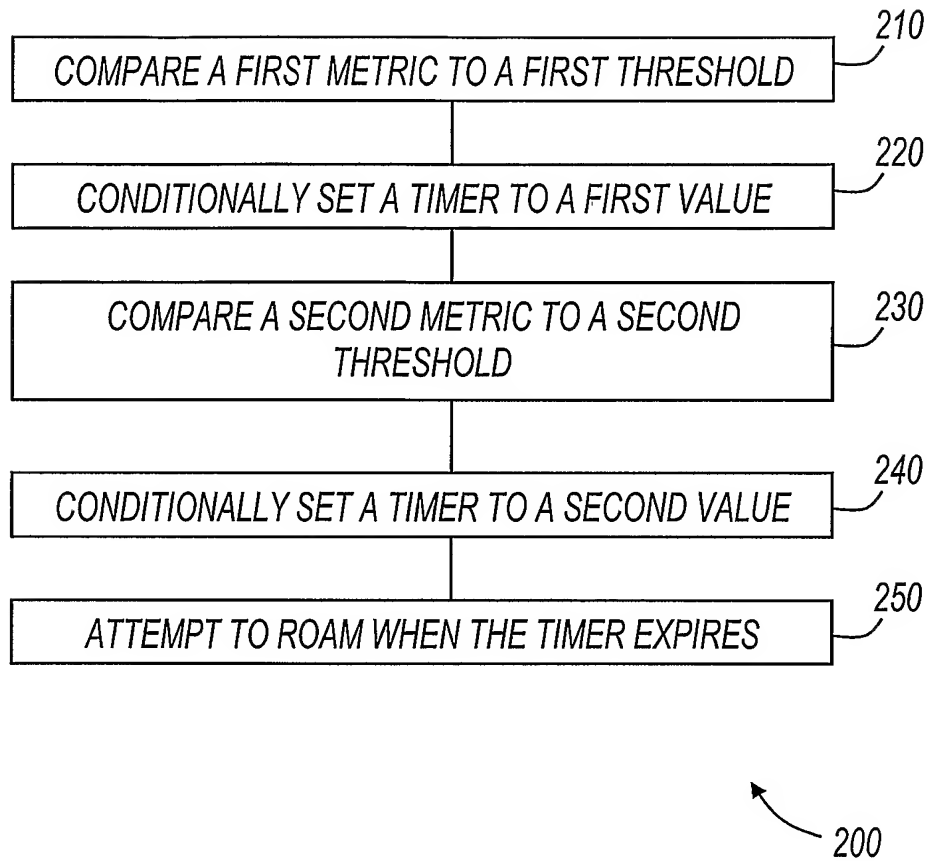 210
COMPARE A FIRST METRIC TO A FIRST THRESHOLD
220
CONDITIONALLY SET A TIMER TO A FIRST VALUE
230
COMPARE A SECOND METRIC TO A SECOND
THRESHOLD
240
CONDITIONALLY SET A TIMER TO A SECOND VALUE
250
ATTEMPT TO ROAM WHEN THE TIMER EXPIRES
200